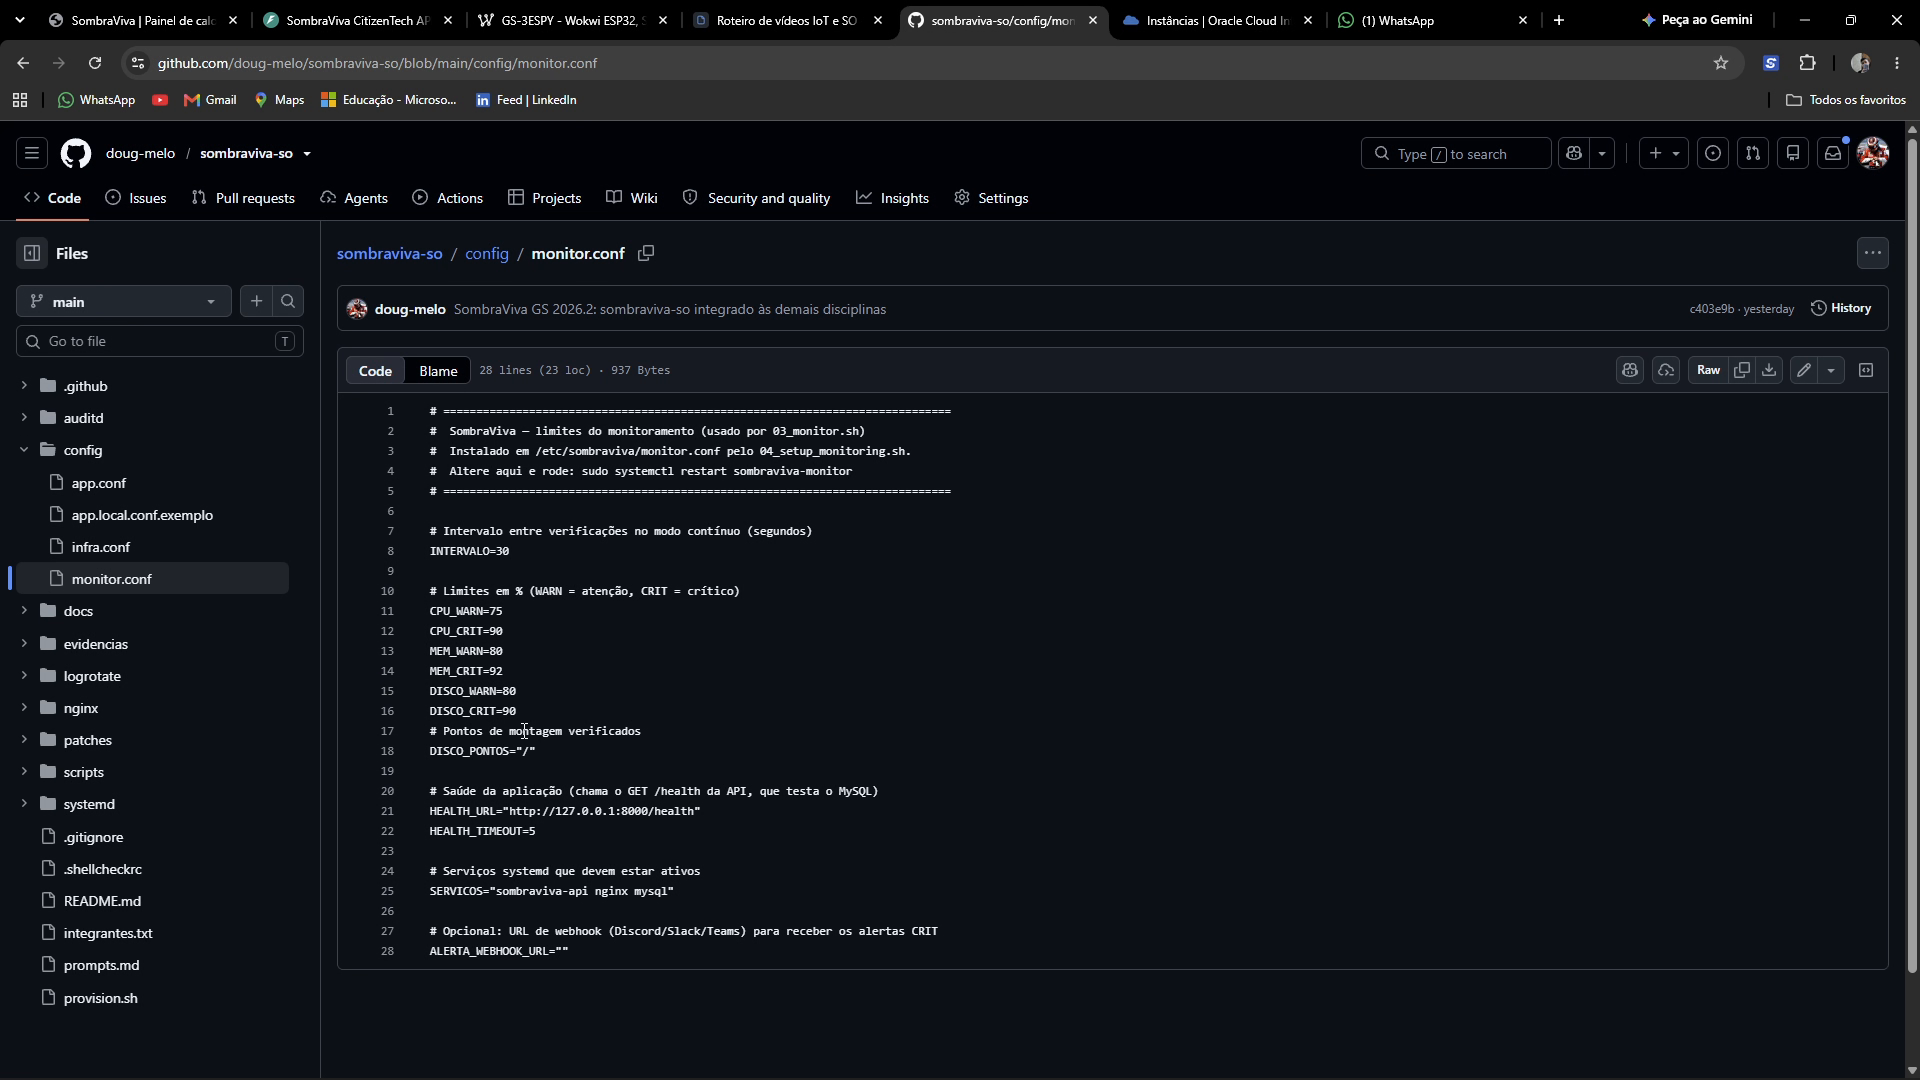 SombraViva | Painel de cal
SombraViva CitizenTech AP
GS-3ESPY - Wokwi ESP32, S
Roteiro de vídeos IoT e SO
sombraviva-so/config/mon
Instâncias | Oracle Cloud In
(1) WhatsApp
Peça ao Gemini
github.com/doug-melo/sombraviva-so/blob/main/config/monitor.conf
WhatsApp
Gmail
Maps
Educação - Microso...
Feed | LinkedIn
Todos os favoritos
doug-melo / sombraviva-so
Type / to search
Code
Issues
Pull requests
Agents
Actions
Projects
Wiki
Security and quality
Insights
Settings
Files
main
Go to file
T
.github
auditd
config
app.conf
app.local.conf.exemplo
infra.conf
monitor.conf
docs
evidencias
logrotate
nginx
patches
scripts
systemd
.gitignore
.shellcheckrc
README.md
integrantes.txt
prompts.md
provision.sh
sombraviva-so / config / monitor.conf
doug-melo SombraViva GS 2026.2: sombraviva-so integrado às demais disciplinas
c403e9b · yesterday
History
Code
Blame
28 lines (23 loc) · 937 Bytes
Raw
1 # =============================================================================
2 # SombraViva — limites do monitoramento (usado por 03_monitor.sh)
3 # Instalado em /etc/sombraviva/monitor.conf pelo 04_setup_monitoring.sh.
4 # Altere aqui e rode: sudo systemctl restart sombraviva-monitor
5 # =============================================================================
6
7 # Intervalo entre verificações no modo contínuo (segundos)
8 INTERVALO=30
9
10 # Limites em % (WARN = atenção, CRIT = crítico)
11 CPU_WARN=75
12 CPU_CRIT=90
13 MEM_WARN=80
14 MEM_CRIT=92
15 DISCO_WARN=80
16 DISCO_CRIT=90
17 # Pontos de montagem verificados
18 DISCO_PONTOS="/"
19
20 # Saúde da aplicação (chama o GET /health da API, que testa o MySQL)
21 HEALTH_URL="http://127.0.0.1:8000/health"
22 HEALTH_TIMEOUT=5
23
24 # Serviços systemd que devem estar ativos
25 SERVICOS="sombraviva-api nginx mysql"
26
27 # Opcional: URL de webhook (Discord/Slack/Teams) para receber os alertas CRIT
28 ALERTA_WEBHOOK_URL=""